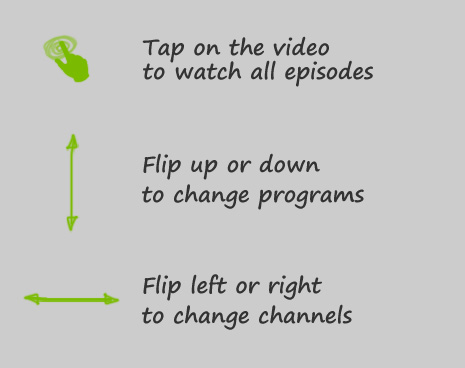 Tap on the video
to watch all episodes
Flip up or down
to change programs
Flip left or right
to change channels